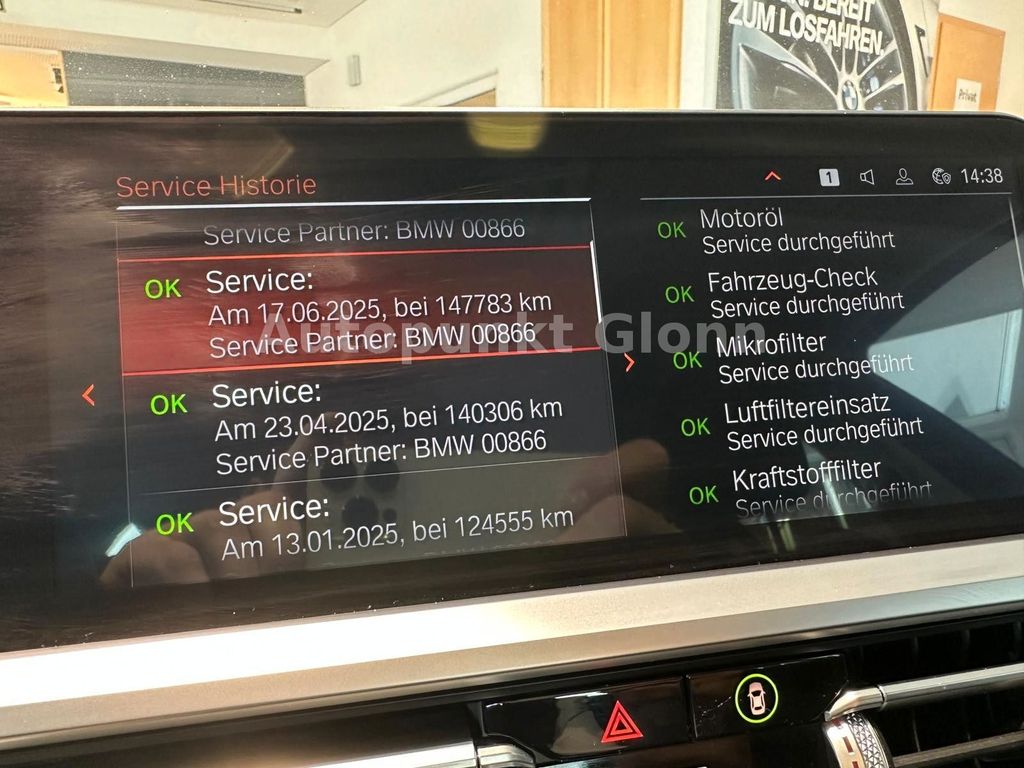 N. BEREIT
ZUM LOSFAHREN.
Privat
Service Historie
1
14:38
Service Partner: BMW 00866
OK Service:
Am 17.06.2025, bei 147783 km
Service Partner: BMW 00866
OK Service:
Am 23.04.2025, bei 140306 km
Service Partner: BMW 00866
OK Service:
Am 13.01.2025, bei 124555 km
OK Motoröl
Service durchgeführt
OK Fahrzeug-Check
Service durchgeführt
OK Mikrofilter
Service durchgeführt
OK Luftfiltereinsatz
Service durchgeführt
OK Kraftstofffilter
Service durchgeführt
Autopunkt Glonn